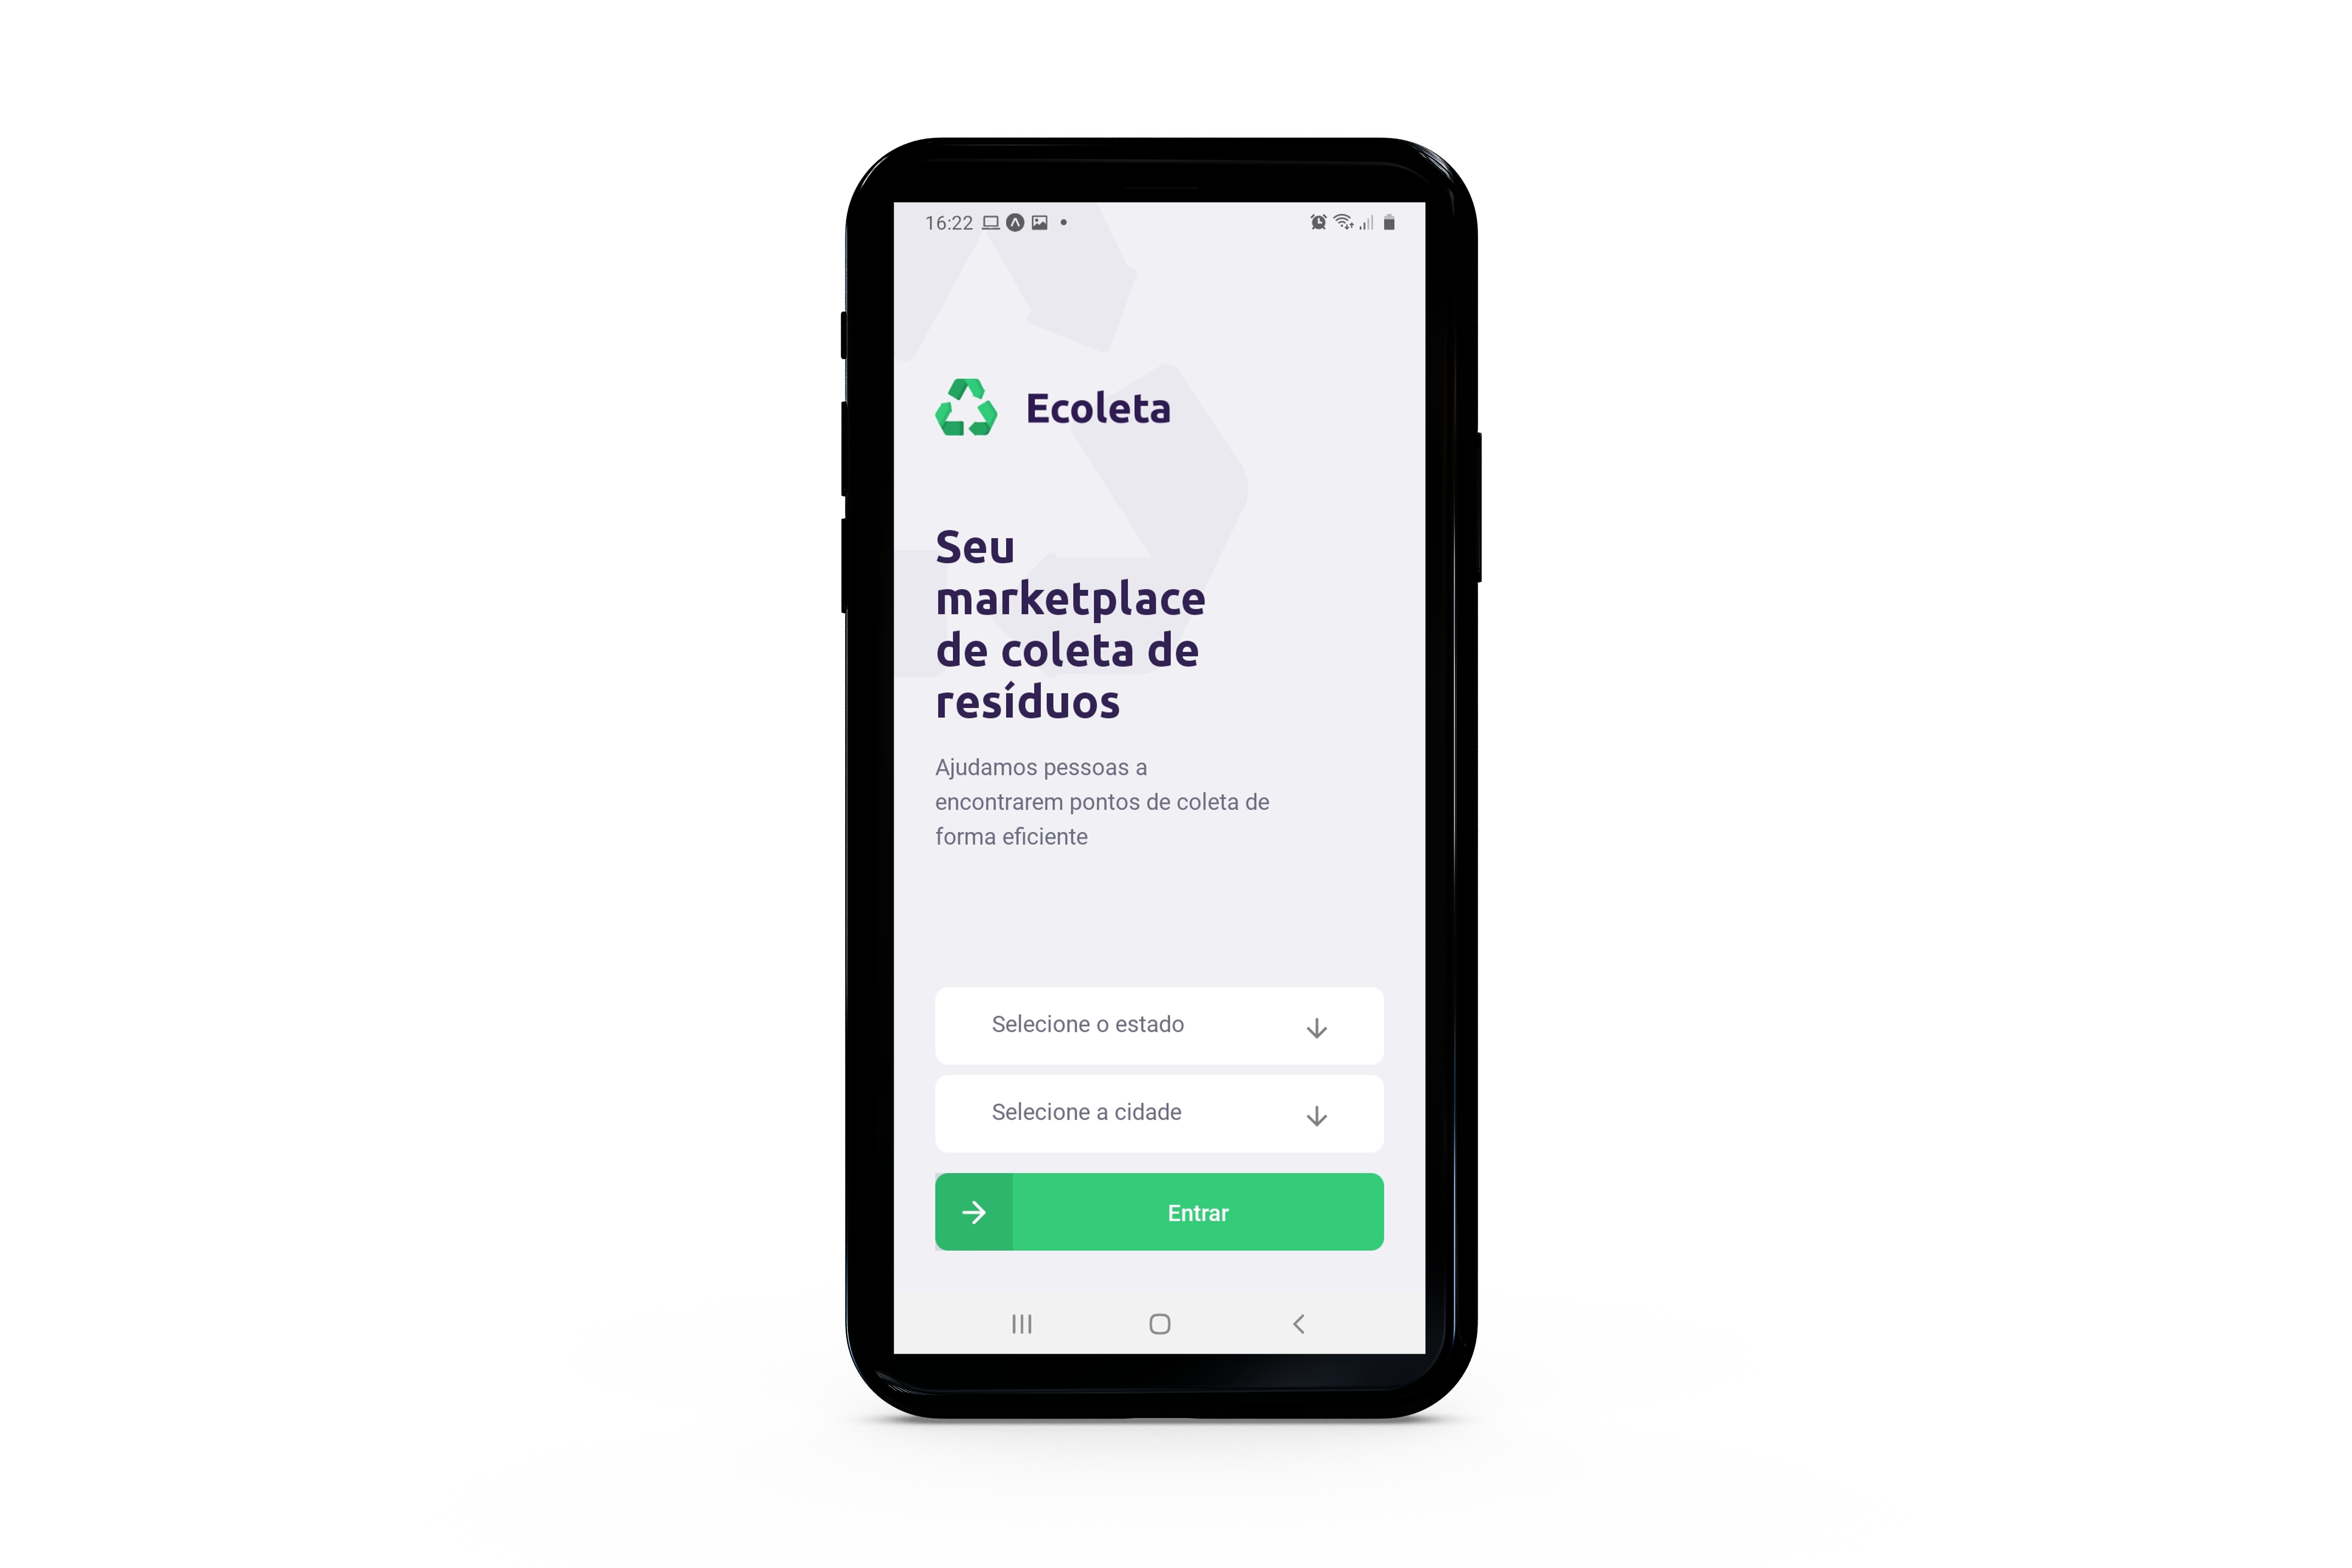 16:22
Ecoleta
Seu
marketplace
de coleta de
resíduos
Ajudamos pessoas a
encontrarem pontos de coleta de
forma eficiente
Selecione o estado
Selecione a cidade
Entrar